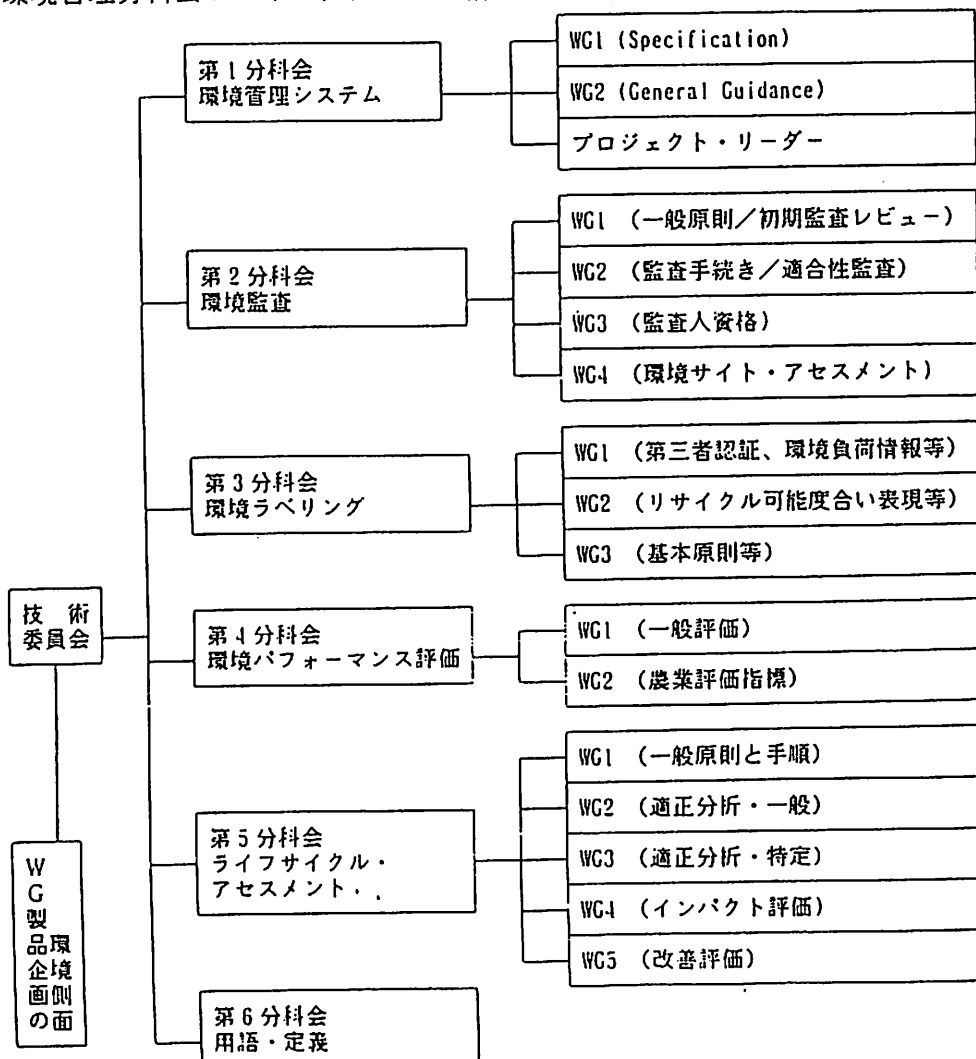 技術
委員会
WG製品企画の
環境側面
第1分科会
環境管理システム
WG1 (Specification)
WG2 (General Guidance)
プロジェクト・リーダー
第2分科会
環境監査
WG1 (一般原則/初期監査レビュー)
WG2 (監査手続き/適合性監査)
WG3 (監査人資格)
WG4 (環境サイト・アセスメント)
第3分科会
環境ラベリング
WG1 (第三者認証、環境負荷情報等)
WG2 (リサイクル可能度合い表現等)
WG3 (基本原則等)
第4分科会
環境パフォーマンス評価
WG1 (一般評価)
WG2 (農業評価指標)
第5分科会
ライフサイクル・
アセスメント
WG1 (一般原則と手順)
WG2 (適正分折・一般)
WG3 (適正分折・特定)
WG4 (インパクト評価)
WG5 (改善評価)
第6分科会
用語・定義